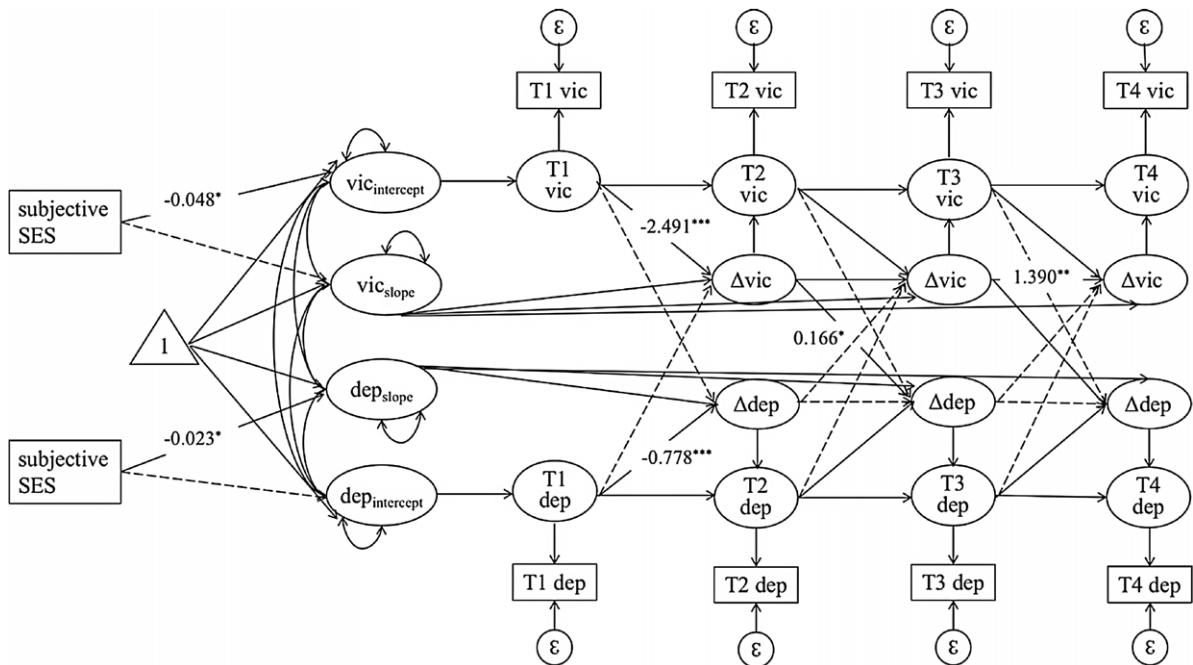 ε ε ε ε
T1 vic T2 vic T3 vic T4 vic
T1
vic
T2
vic
T3
vic
T4
vic
vicintercept
-0.048*
subjective
SES
-2.491***
vicslope
Δvic Δvic Δvic
1.390**
0.166*
1
depslope
Δdep Δdep Δdep
-0.023*
subjective
SES
-0.778***
depintercept
T1
dep
T2
dep
T3
dep
T4
dep
T1 dep T2 dep T3 dep T4 dep
ε ε ε ε